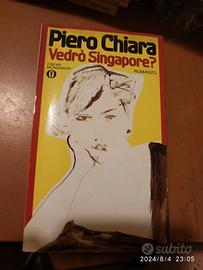 Piero Chiara
Vedrò Singapore?
OSCAR
MONDADORI
ROMANZO
subito
2024/8/4 23:05